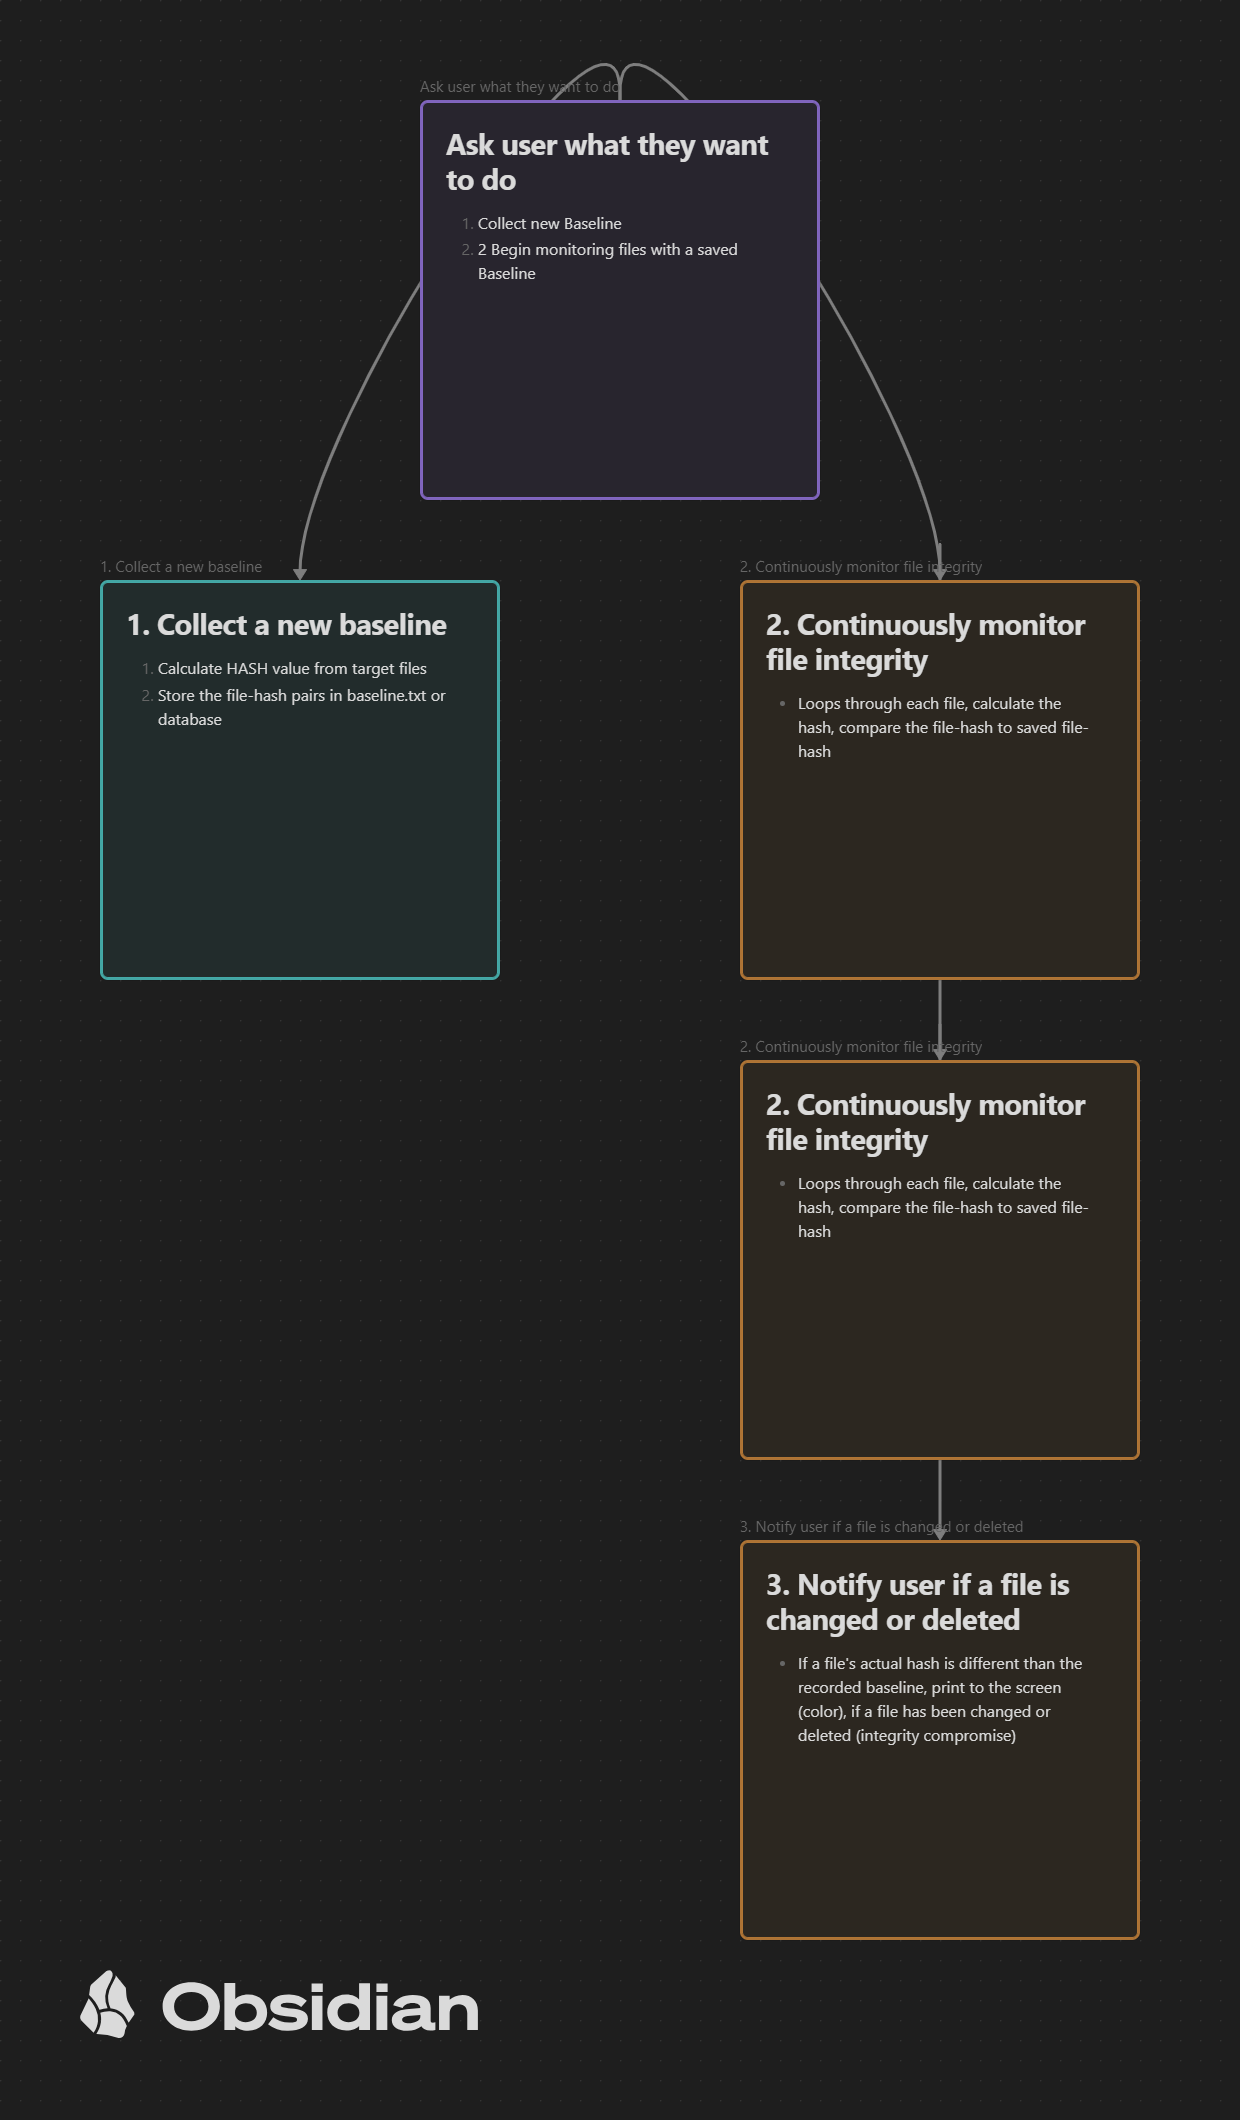 Ask user what they want to do
Ask user what they want
to do
1. Collect new Baseline
2. 2 Begin monitoring files with a saved
Baseline
1. Collect a new baseline
1. Collect a new baseline
1. Calculate HASH value from target files
2. Store the file-hash pairs in baseline.txt or
database
2. Continuously monitor file integrity
2. Continuously monitor
file integrity
• Loops through each file, calculate the
hash, compare the file-hash to saved file-
hash
2. Continuously monitor file integrity
2. Continuously monitor
file integrity
• Loops through each file, calculate the
hash, compare the file-hash to saved file-
hash
3. Notify user if a file is changed or deleted
3. Notify user if a file is
changed or deleted
• If a file's actual hash is different than the
recorded baseline, print to the screen
(color), if a file has been changed or
deleted (integrity compromise)
Obsidian